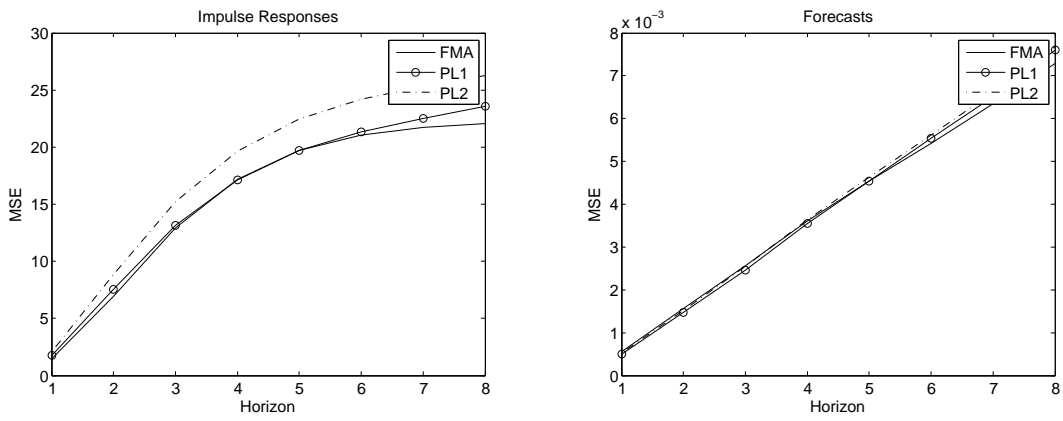 Impulse Responses
30
25
20
15
10
5
0
MSE
1 2 3 4 5 6 7 8
Horizon
FMA
PL1
PL2
Forecasts
x 10⁻³
8
7
6
5
4
3
2
1
0
MSE
1 2 3 4 5 6 7 8
Horizon
FMA
PL1
PL2